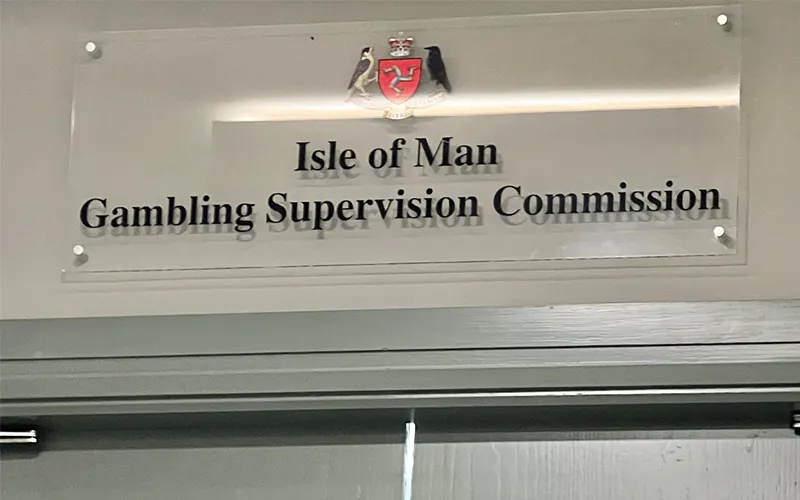 Isle of Man
Gambling Supervision Commission